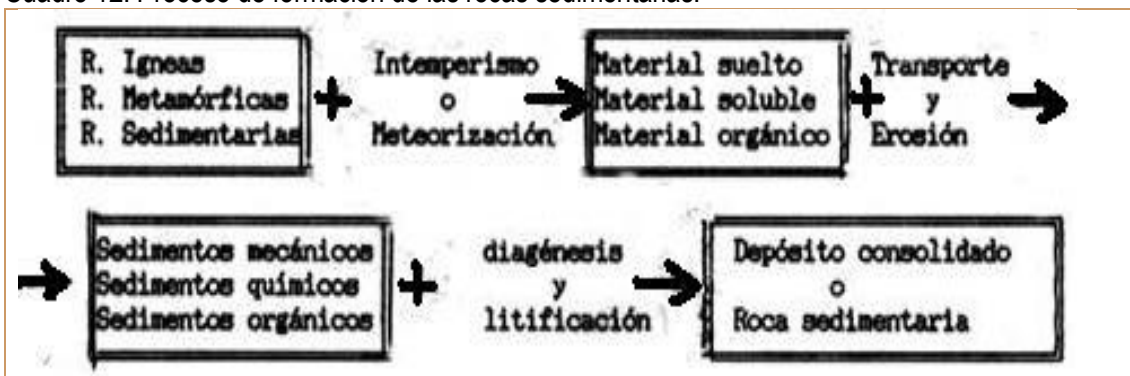 Cuadro 12. Proceso de formación de las rocas sedimentarias.
R. Igneas
R. Metamórficas
R. Sedimentarias
+
Intemperismo
o
Meteorización
Material suelto
Material soluble
Material orgánico
+
Transporte
y
Erosión
Sedimentos mecánicos
Sedimentos químicos
Sedimentos orgánicos
+
diagénesis
y
litificación
Depósito consolidado
o
Roca sedimentaria